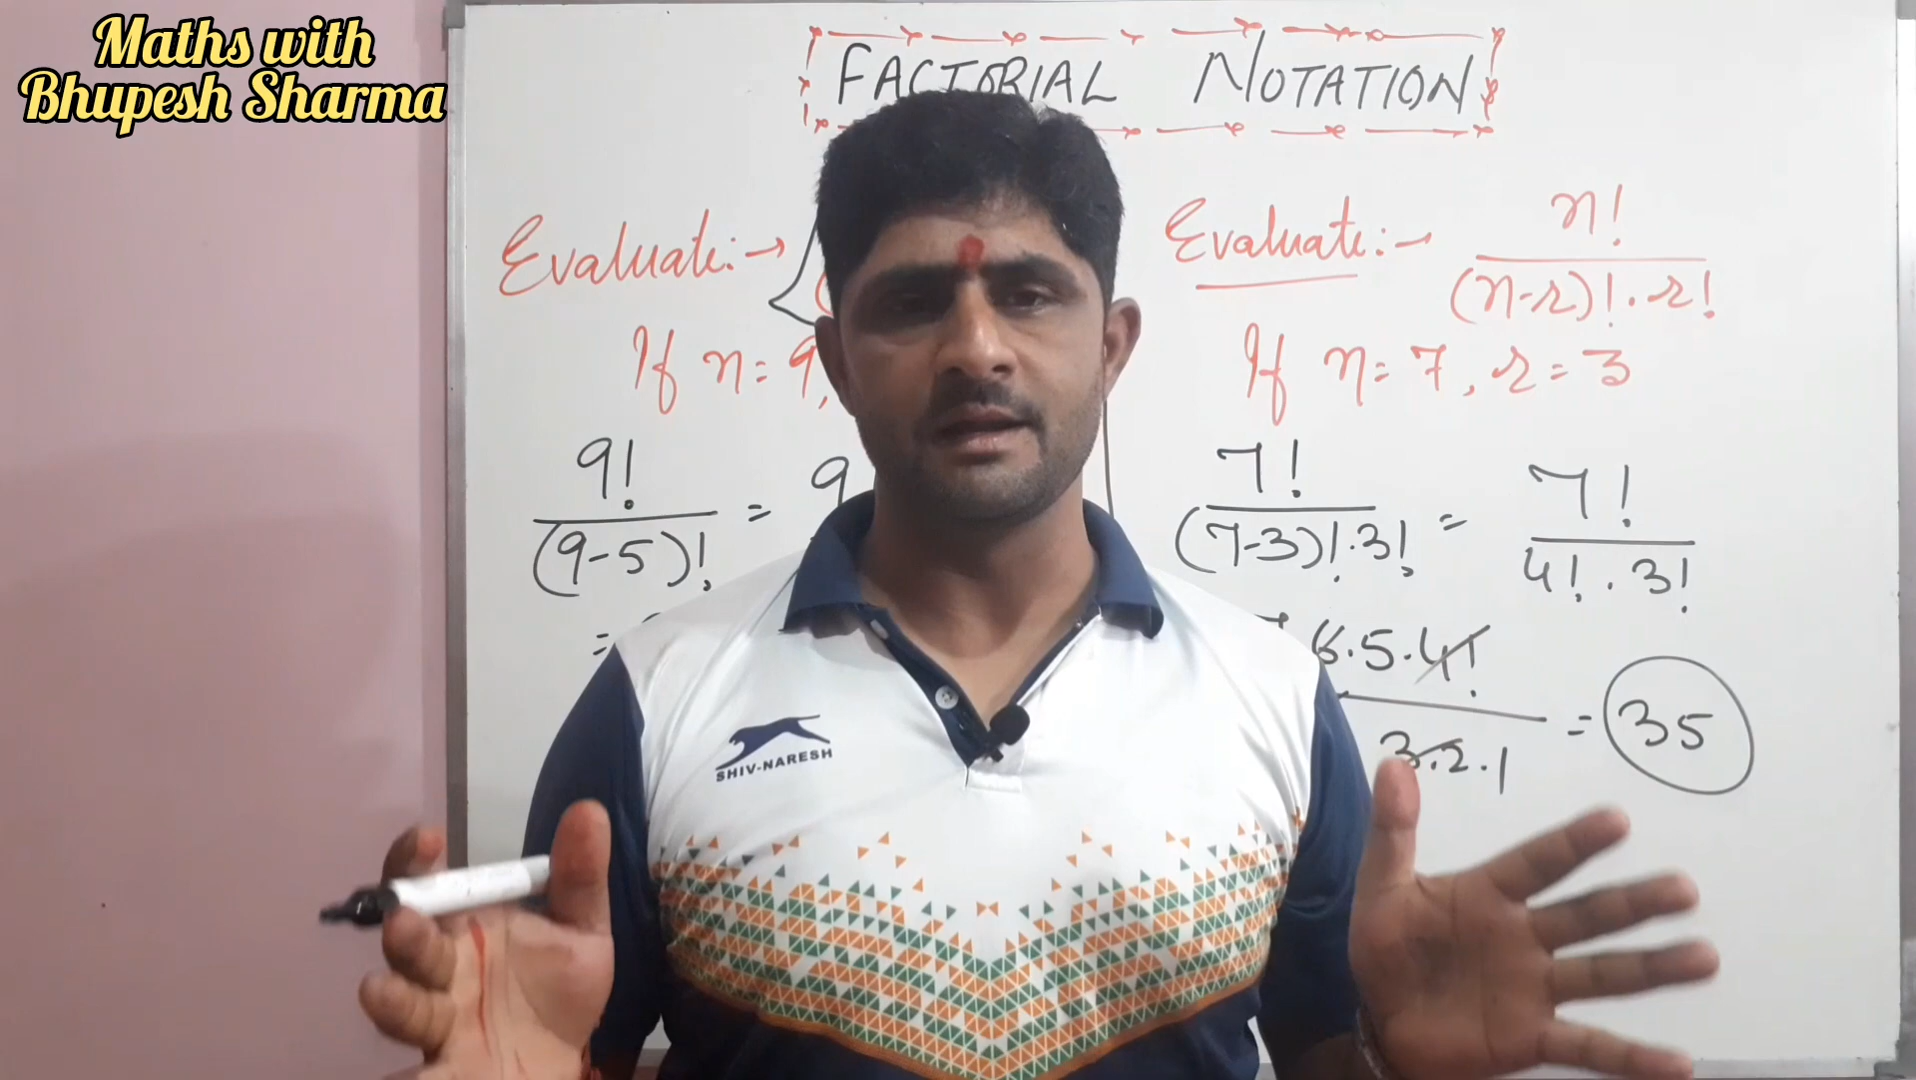 Maths with
Bhupesh Sharma
FACTORIAL NOTATION
Evaluate:→
If n = 9,
9!
(9-5)!
=
9
=
Evaluate:→ n!
(n-r)!.r!
If n = 7, r = 3
7!
(7-3)!.3!
=
7!
4!.3!
6.5.4!
3.2.1
= 35
SHIV-NARESH